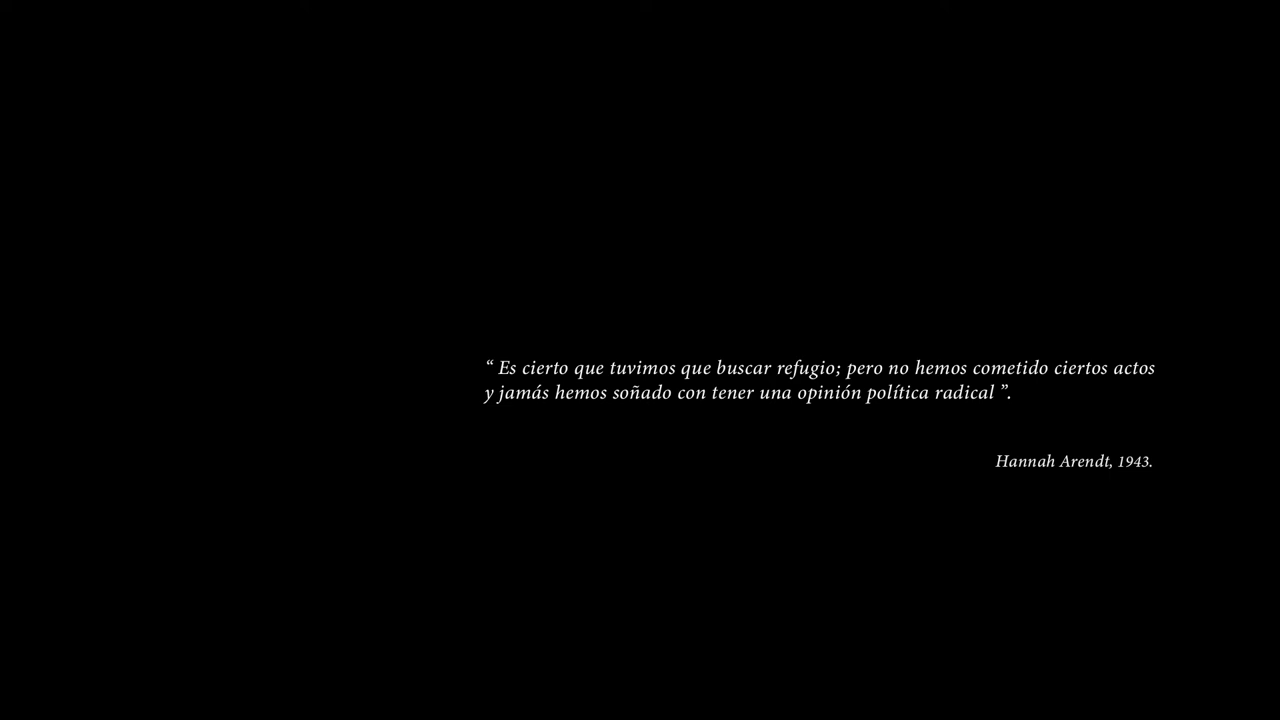 “ Es cierto que tuvimos que buscar refugio; pero no hemos cometido ciertos actos
y jamás hemos soñado con tener una opinión política radical ”.
Hannah Arendt, 1943.